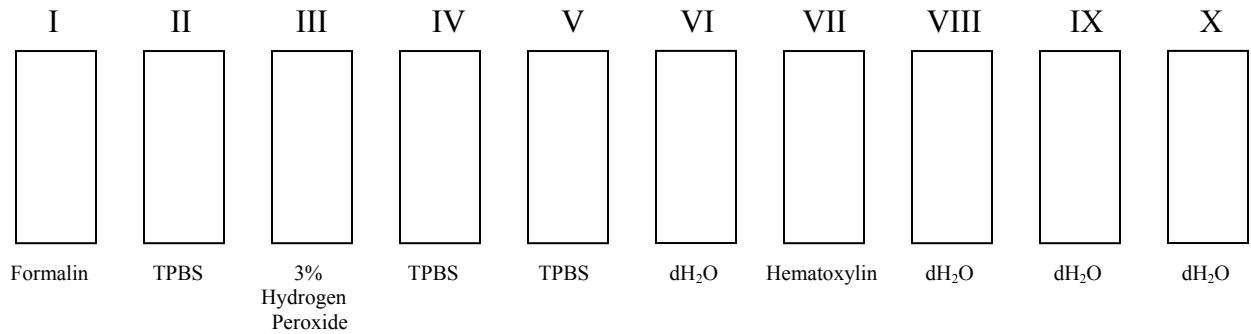 I II III IV V VI VII VIII IX X
Formalin TPBS 3% TPBS TPBS dH₂O Hematoxylin dH₂O dH₂O dH₂O
Hydrogen
Peroxide